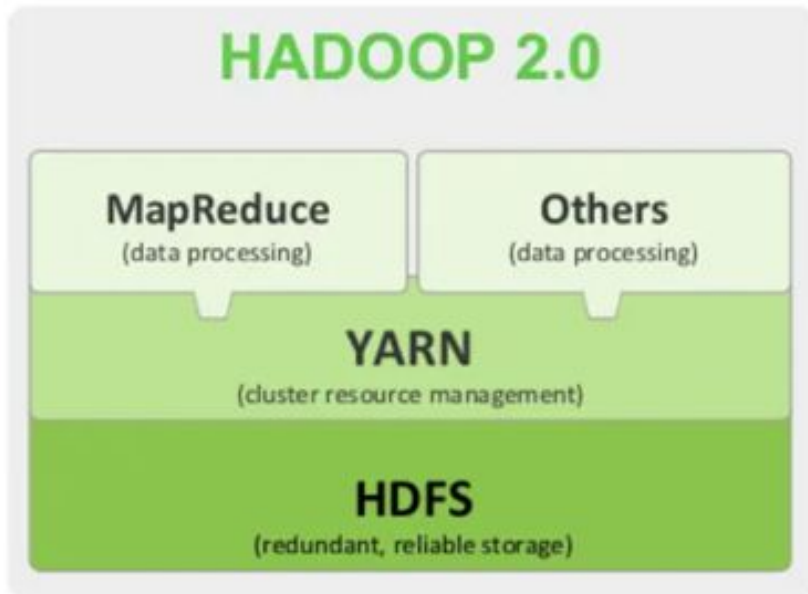 HADOOP 2.0
MapReduce
(data processing)
Others
(data processing)
YARN
(cluster resource management)
HDFS
(redundant, reliable storage)